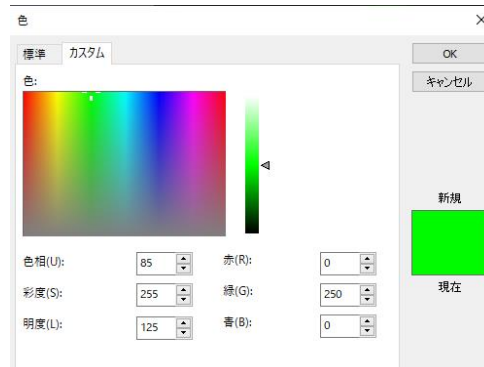 色
標準 カスタム
OK
キャンセル
色:
新規
現在
色相(U): 85
赤(R): 0
彩度(S): 255
緑(G): 250
明度(L): 125
青(B): 0